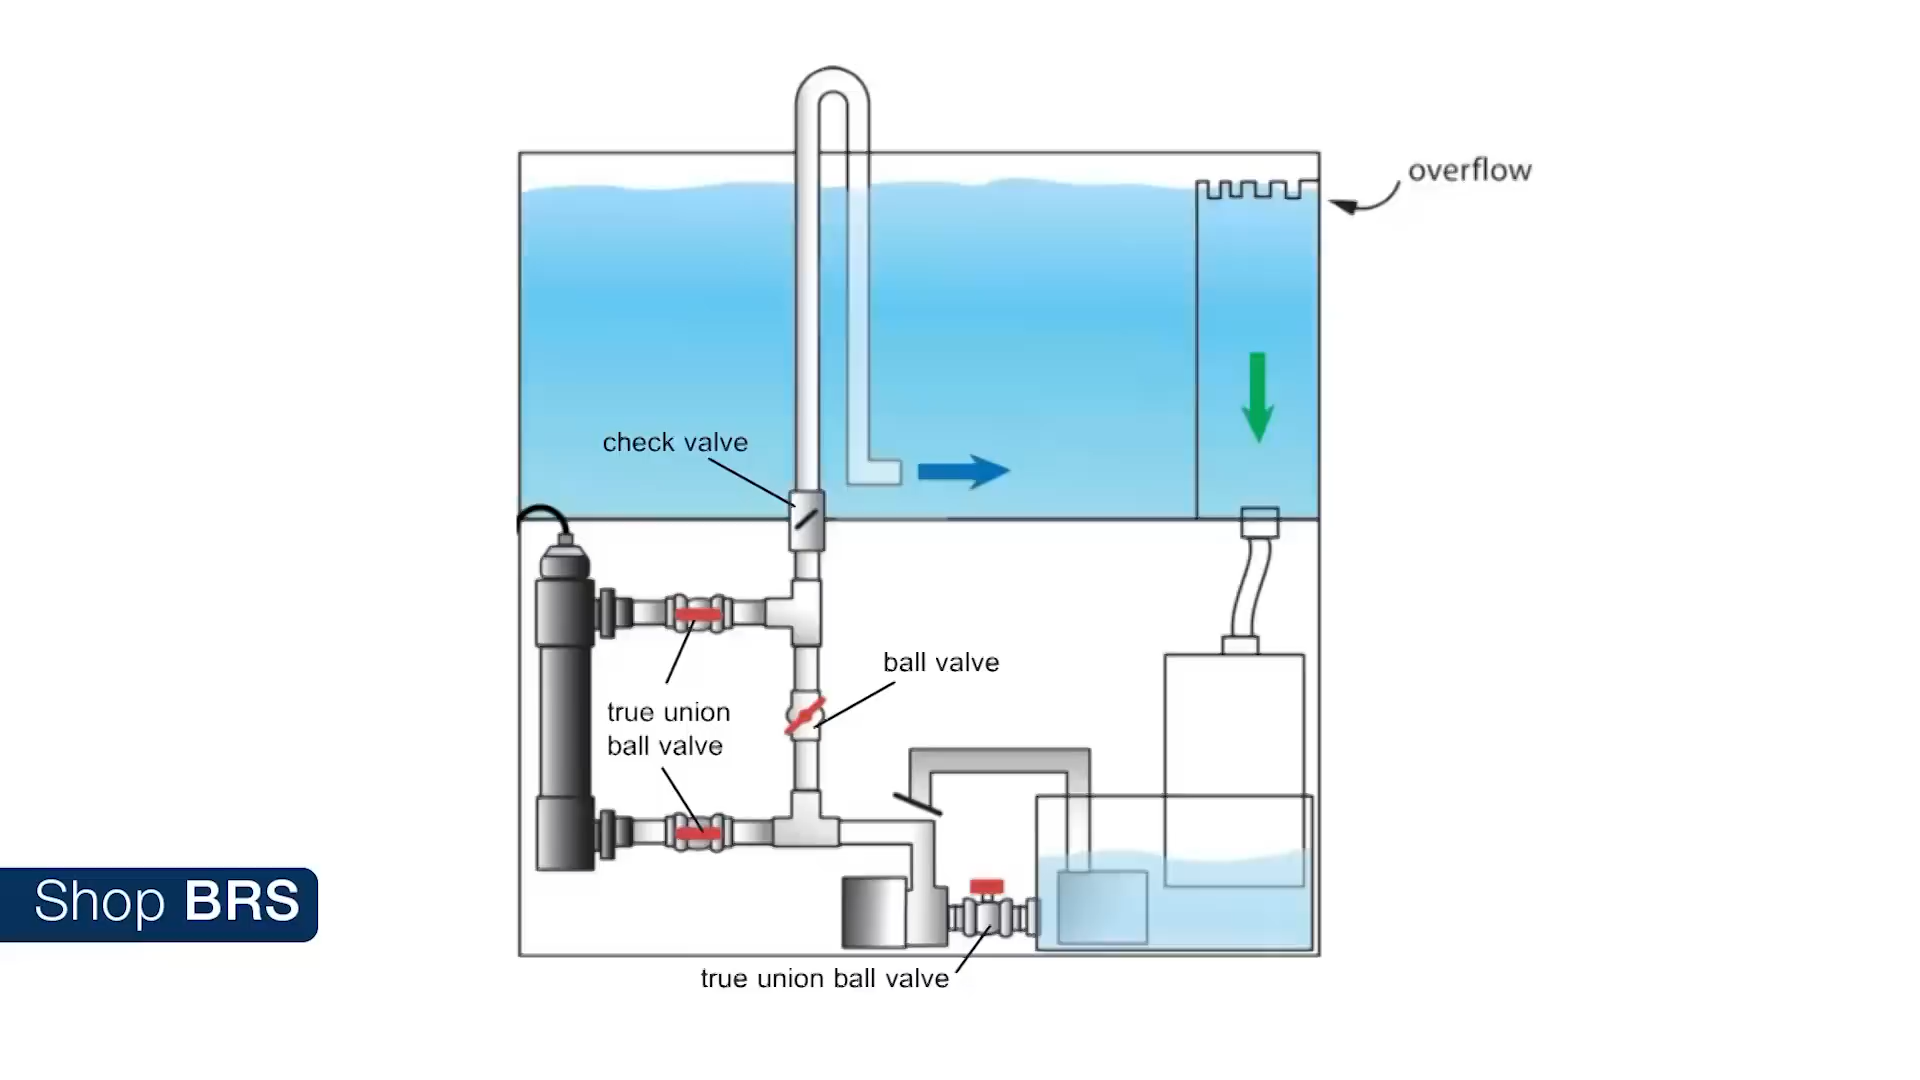 overflow
check valve
ball valve
true union
ball valve
Shop BRS
true union ball valve